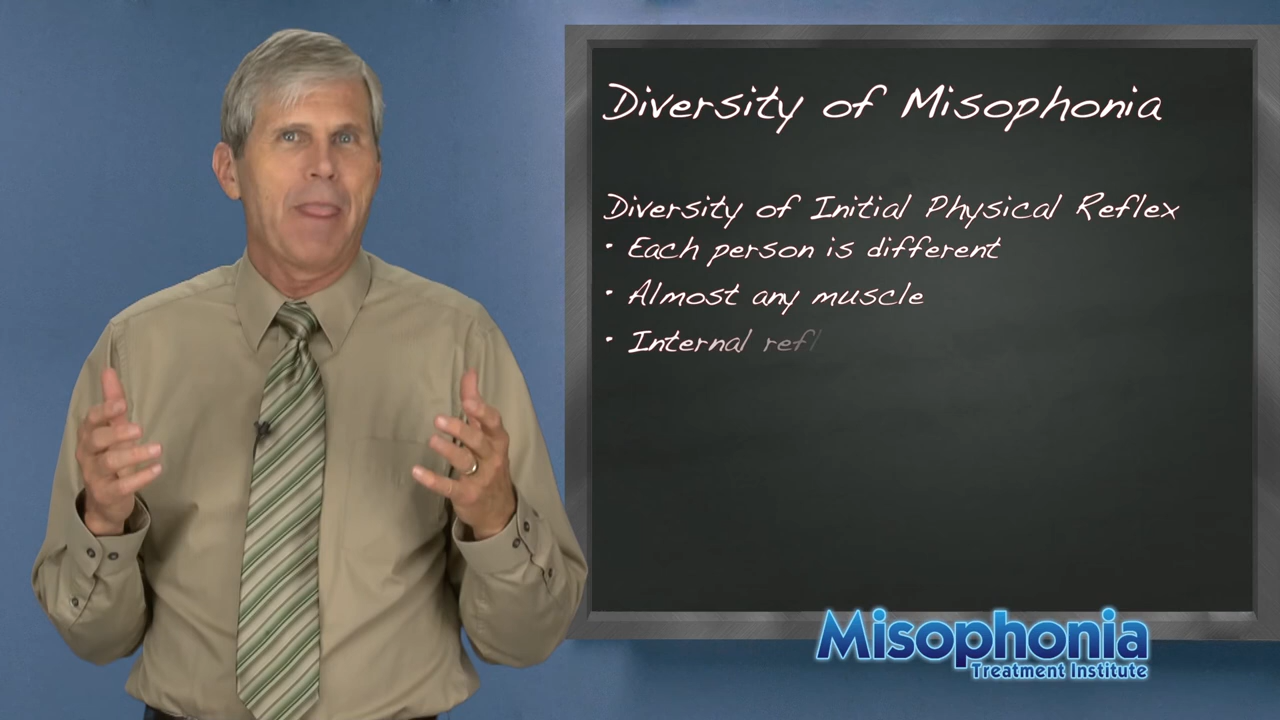 Diversity of Misophonia
Diversity of Initial Physical Reflex
• Each person is different
• Almost any muscle
• Internal refl
Misophonia
Treatment Institute